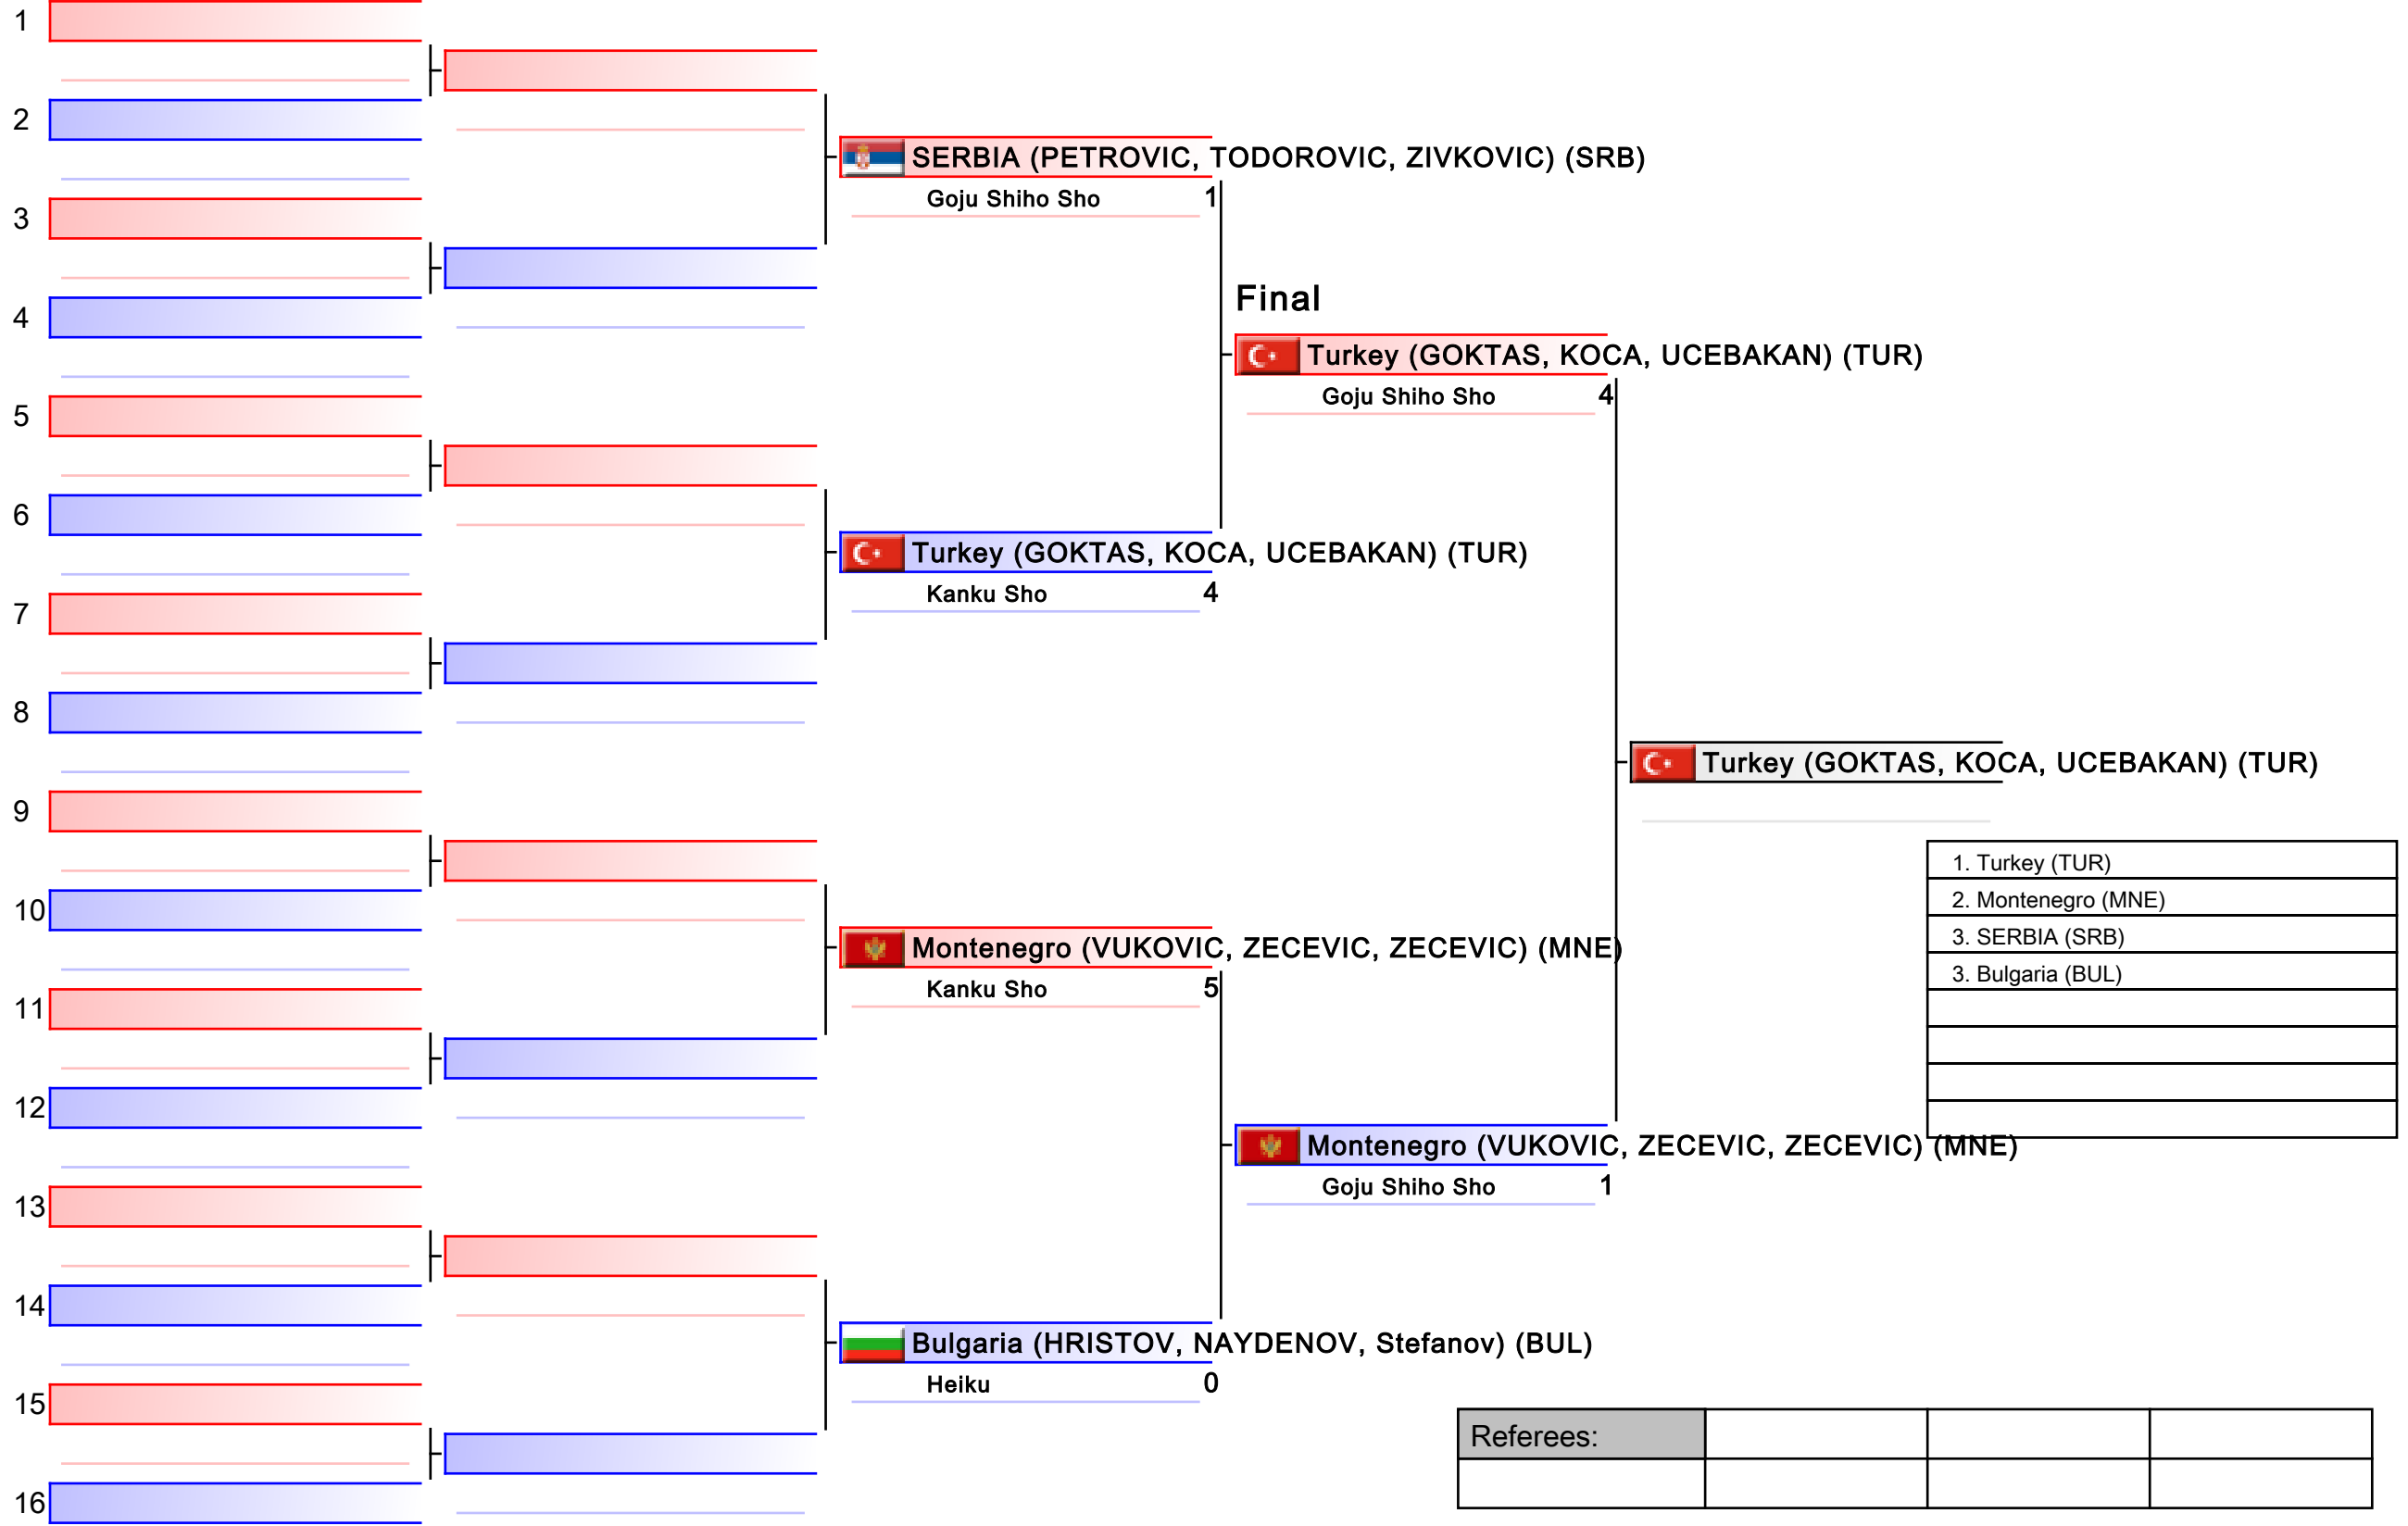 1
2
SERBIA (PETROVIC, TODOROVIC, ZIVKOVIC) (SRB)
Goju Shiho Sho 1
3
Final
4
Turkey (GOKTAS, KOCA, UCEBAKAN) (TUR)
Goju Shiho Sho 4
5
6
Turkey (GOKTAS, KOCA, UCEBAKAN) (TUR)
Kanku Sho 4
7
8
Turkey (GOKTAS, KOCA, UCEBAKAN) (TUR)
9
1. Turkey (TUR)
2. Montenegro (MNE)
3. SERBIA (SRB)
3. Bulgaria (BUL)
10
Montenegro (VUKOVIC, ZECEVIC, ZECEVIC) (MNE)
Kanku Sho 5
11
12
Montenegro (VUKOVIC, ZECEVIC, ZECEVIC) (MNE)
Goju Shiho Sho 1
13
14
Bulgaria (HRISTOV, NAYDENOV, Stefanov) (BUL)
Heiku 0
15
Referees:
16